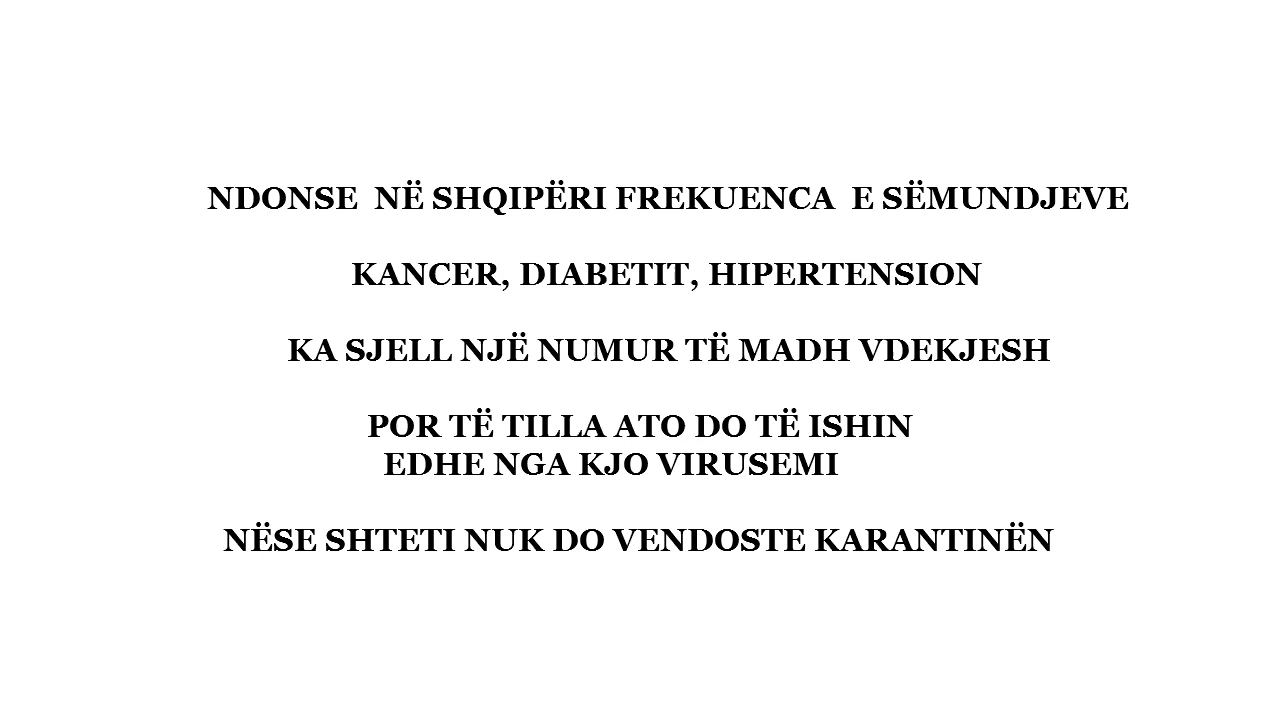 NDONSE NË SHQIPËRI FREKUENCA E SËMUNDJEVE
KANCER, DIABETIT, HIPERTENSION
KA SJELL NJË NUMUR TË MADH VDEKJESH
POR TË TILLA ATO DO TË ISHIN
EDHE NGA KJO VIRUSEMI
NËSE SHTETI NUK DO VENDOSTE KARANTINËN